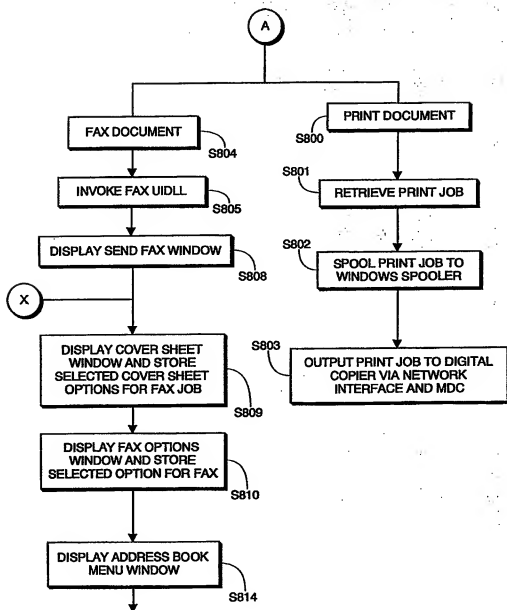 A
FAX DOCUMENT
S804
INVOKE FAX UIDLL
S805
DISPLAY SEND FAX WINDOW
S808
X
DISPLAY COVER SHEET
WINDOW AND STORE
SELECTED COVER SHEET
OPTIONS FOR FAX JOB
S809
DISPLAY FAX OPTIONS
WINDOW AND STORE
SELECTED OPTION FOR FAX
S810
DISPLAY ADDRESS BOOK
MENU WINDOW
S814
PRINT DOCUMENT
S800
S801
RETRIEVE PRINT JOB
S802
SPOOL PRINT JOB TO
WINDOWS SPOOLER
S803
OUTPUT PRINT JOB TO DIGITAL
COPIER VIA NETWORK
INTERFACE AND MDC